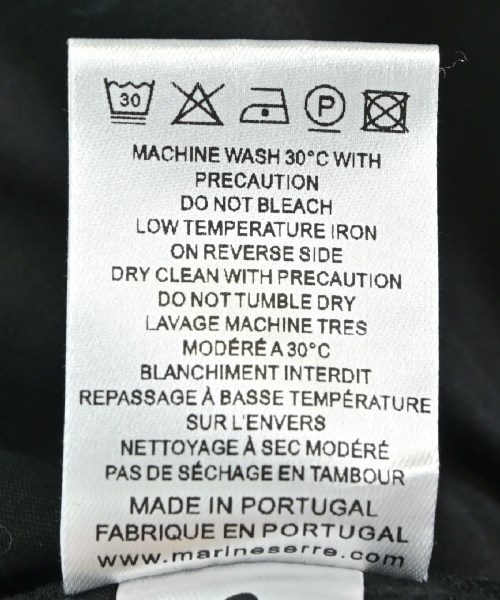 30 P
MACHINE WASH 30°C WITH
PRECAUTION
DO NOT BLEACH
LOW TEMPERATURE IRON
ON REVERSE SIDE
DRY CLEAN WITH PRECAUTION
DO NOT TUMBLE DRY
LAVAGE MACHINE TRES
MODÉRÉ A 30°C
BLANCHIMENT INTERDIT
REPASSAGE À BASSE TEMPÉRATURE
SUR L'ENVERS
NETTOYAGE À SEC MODÉRÉ
PAS DE SÉCHAGE EN TAMBOUR
MADE IN PORTUGAL
FABRIQUE EN PORTUGAL
www.marineserre.com